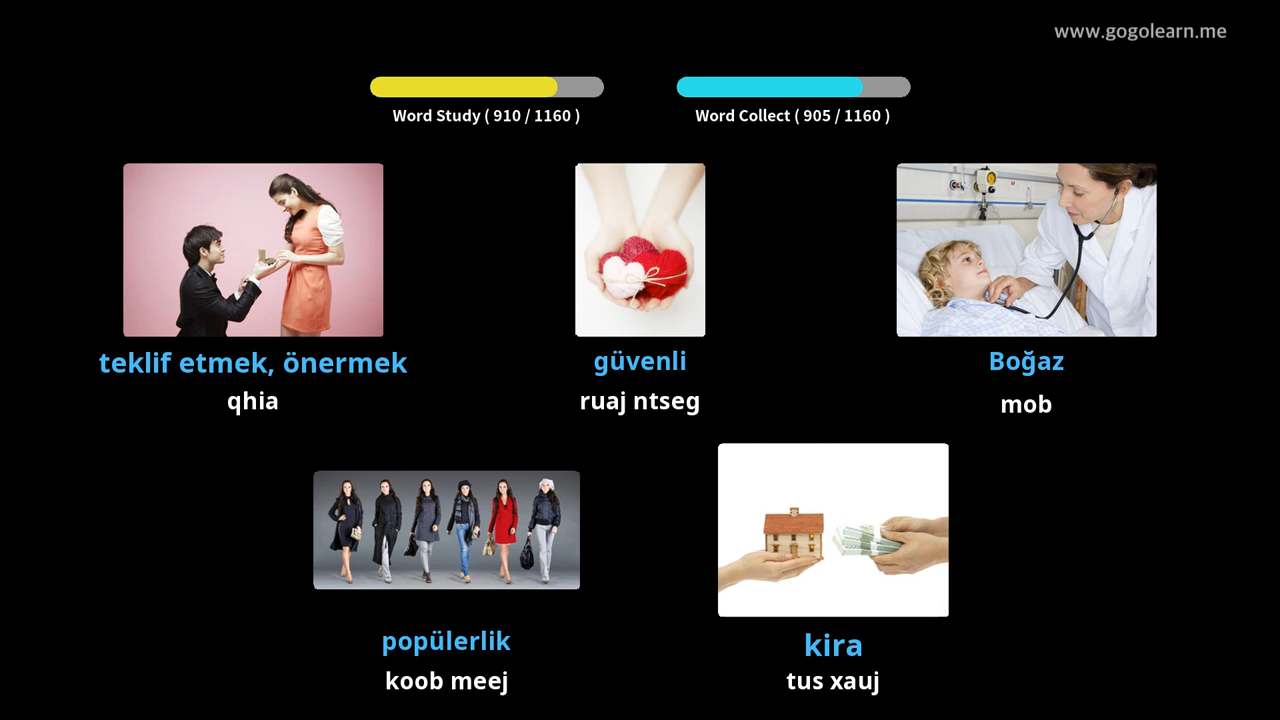 www.gogolearn.me
Word Study ( 910 / 1160 )
Word Collect ( 905 / 1160 )
teklif etmek, önermek
qhia
güvenli
ruaj ntseg
Boğaz
mob
popülerlik
koob meej
kira
tus xauj